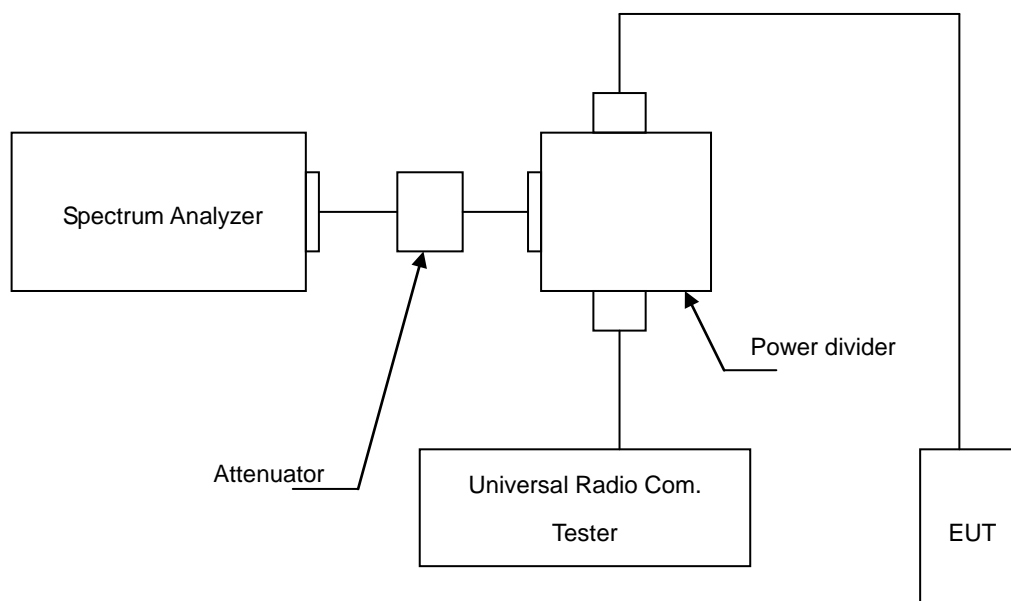 Spectrum Analyzer
Power divider
Attenuator
Universal Radio Com.
Tester
EUT